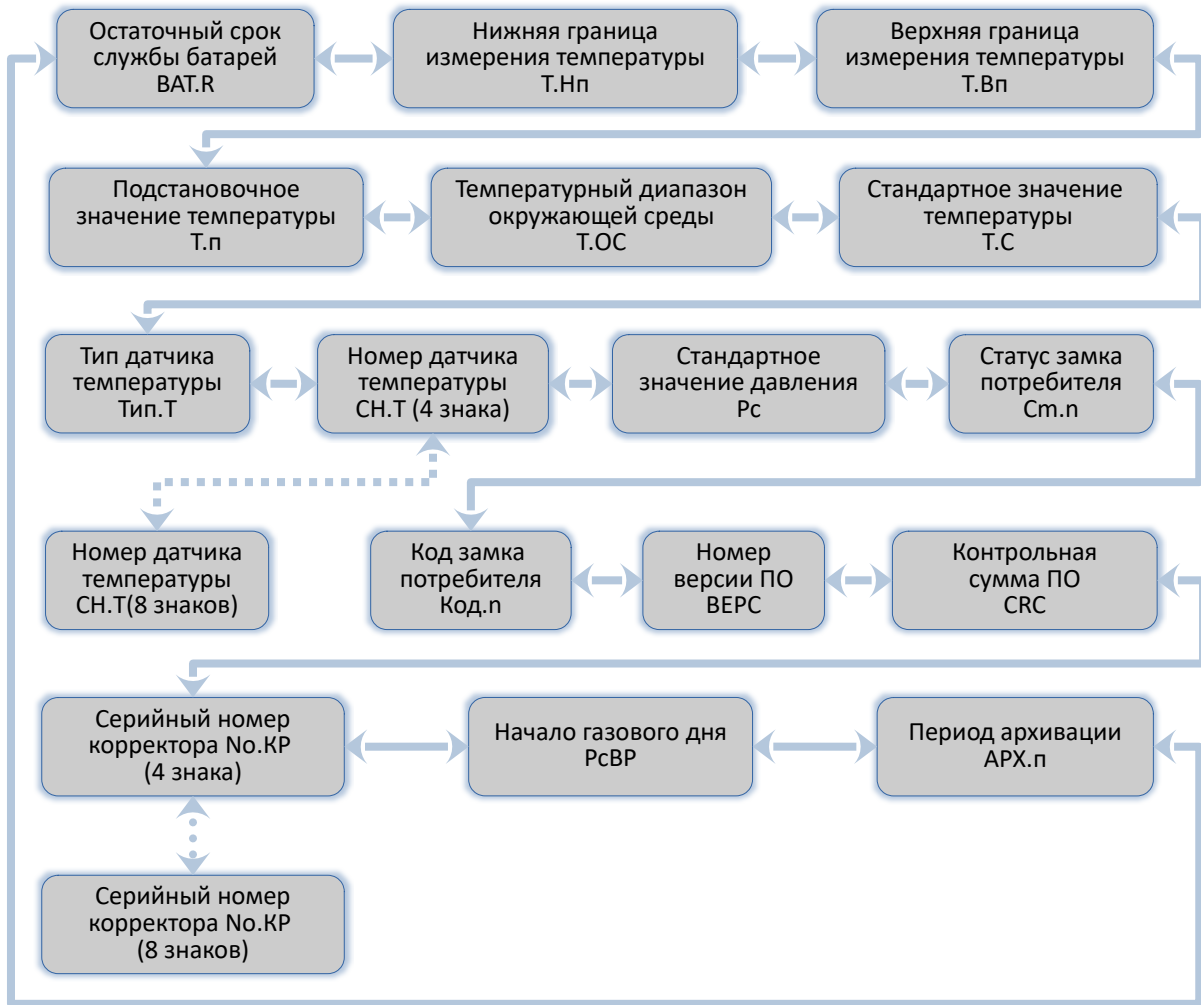 Остаточный срок
службы батарей
BAT.R
Нижняя граница
измерения температуры
Т.Нп
Верхняя граница
измерения температуры
Т.Вп
Подстановочное
значение температуры
Т.п
Температурный диапазон
окружающей среды
Т.ОС
Стандартное значение
температуры
Т.С
Тип датчика
температуры
Тип.Т
Номер датчика
температуры
СН.Т (4 знака)
Стандартное
значение давления
Рс
Статус замка
потребителя
Cm.n
Номер датчика
температуры
СН.Т(8 знаков)
Код замка
потребителя
Код.n
Номер
версии ПО
ВЕРС
Контрольная
сумма ПО
CRC
Серийный номер
корректора No.КР
(4 знака)
Начало газового дня
РсВР
Период архивации
АРХ.п
Серийный номер
корректора No.КР
(8 знаков)